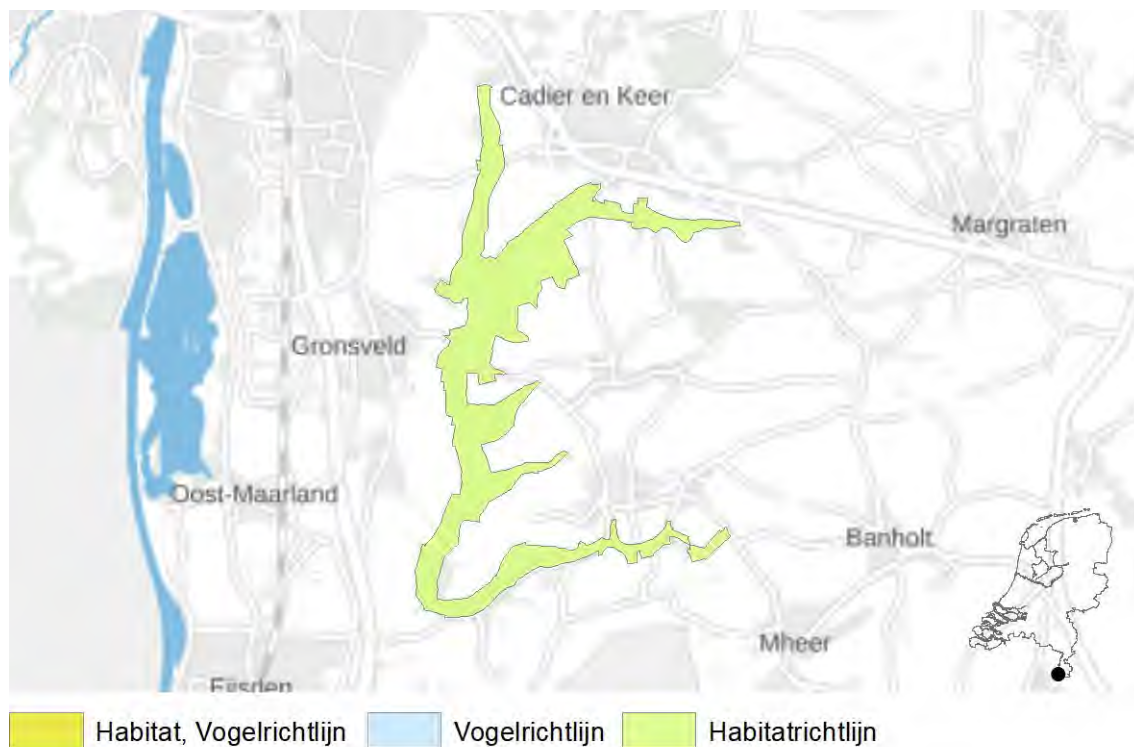 Cadier en Keer
Margraten
Gronsveld
Oost-Maarland
Banholt
Mheer
Eijsden
Habitat, Vogelrichtlijn Vogelrichtlijn Habitatrichtlijn